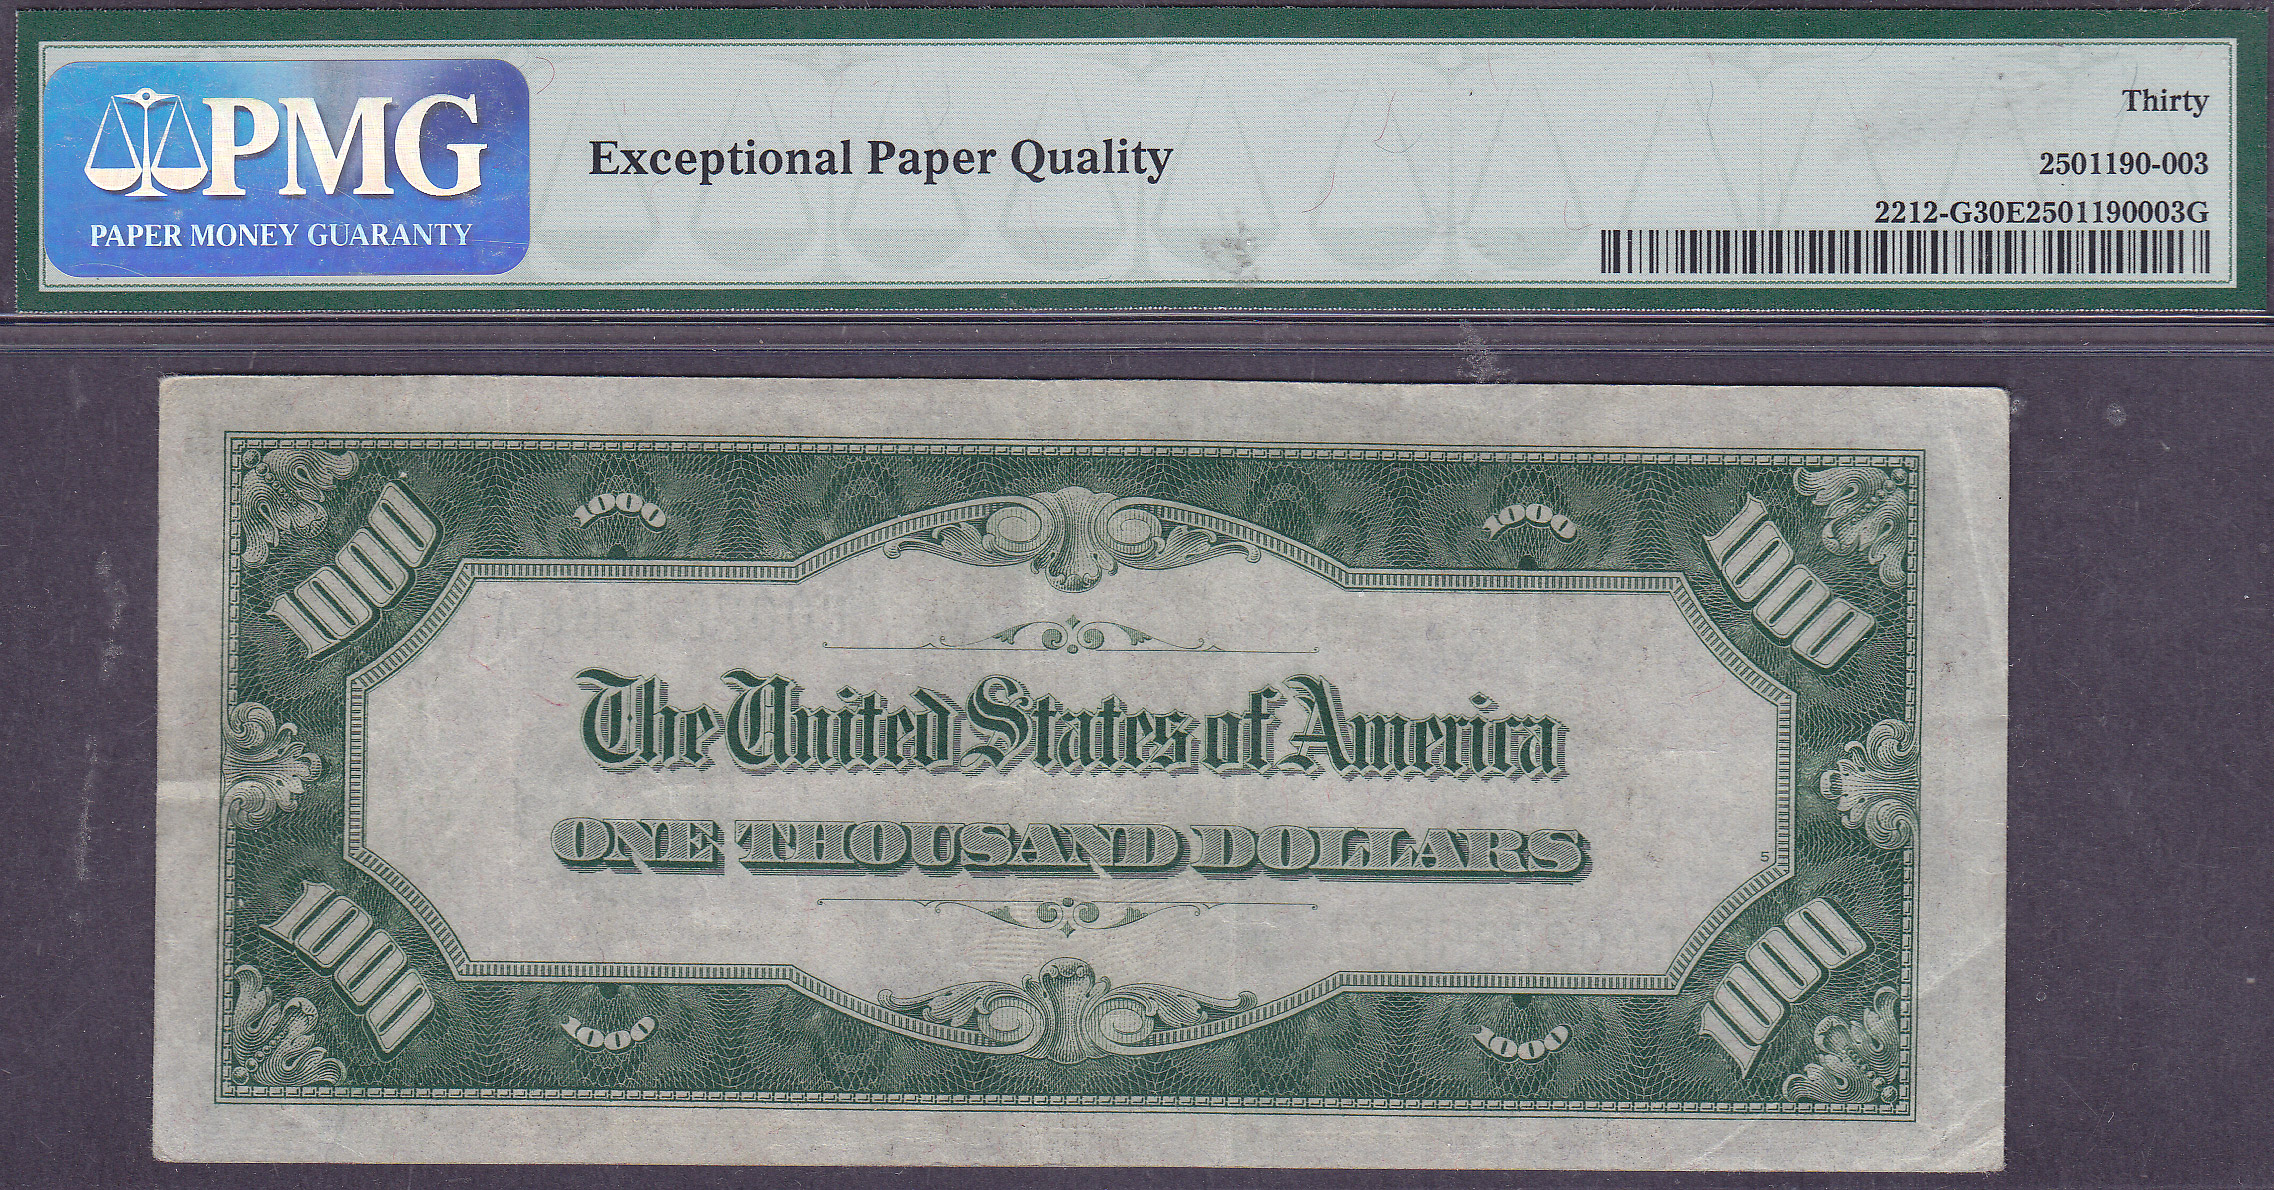 PMG
PAPER MONEY GUARANTY
Exceptional Paper Quality
Thirty
2501190-003
2212-G30E2501190003G
1000
1000
1000
1000
The United States of America
ONE THOUSAND DOLLARS
5
1000
1000
1000
1000